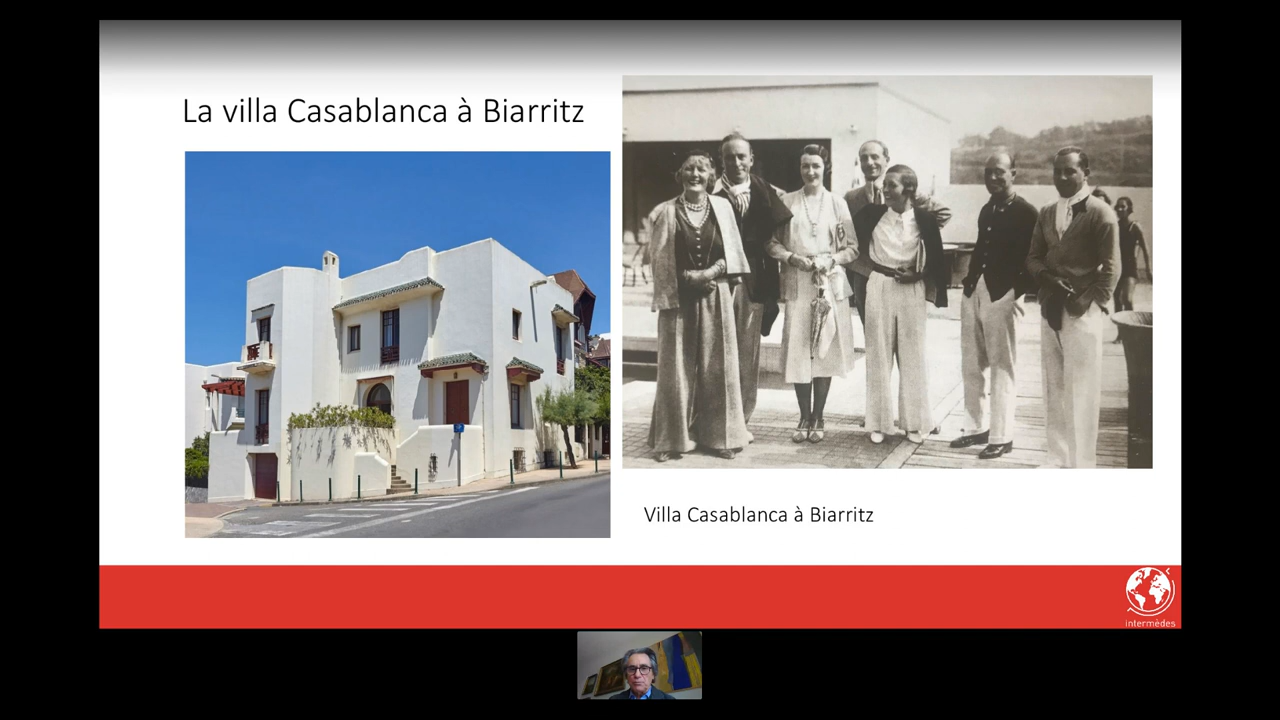 La villa Casablanca à Biarritz
Villa Casablanca à Biarritz
intermèdes